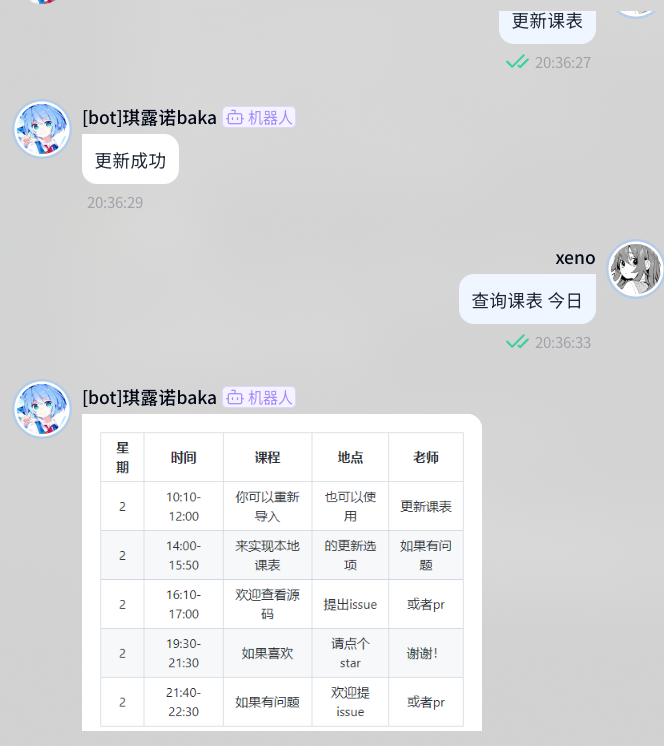 更新课表
20:36:27
[bot]琪露诺baka 机器人
更新成功
20:36:29
xeno
查询课表 今日
20:36:33
[bot]琪露诺baka 机器人
星期 时间 课程 地点 老师
2 10:10-12:00 你可以重新导入 也可以使用 更新课表
2 14:00-15:50 来实现本地课表 的更新选项 如果有问题
2 16:10-17:00 欢迎查看源码 提出issue 或者pr
2 19:30-21:30 如果喜欢 请点个star 谢谢!
2 21:40-22:30 如果有问题 欢迎提issue 或者pr